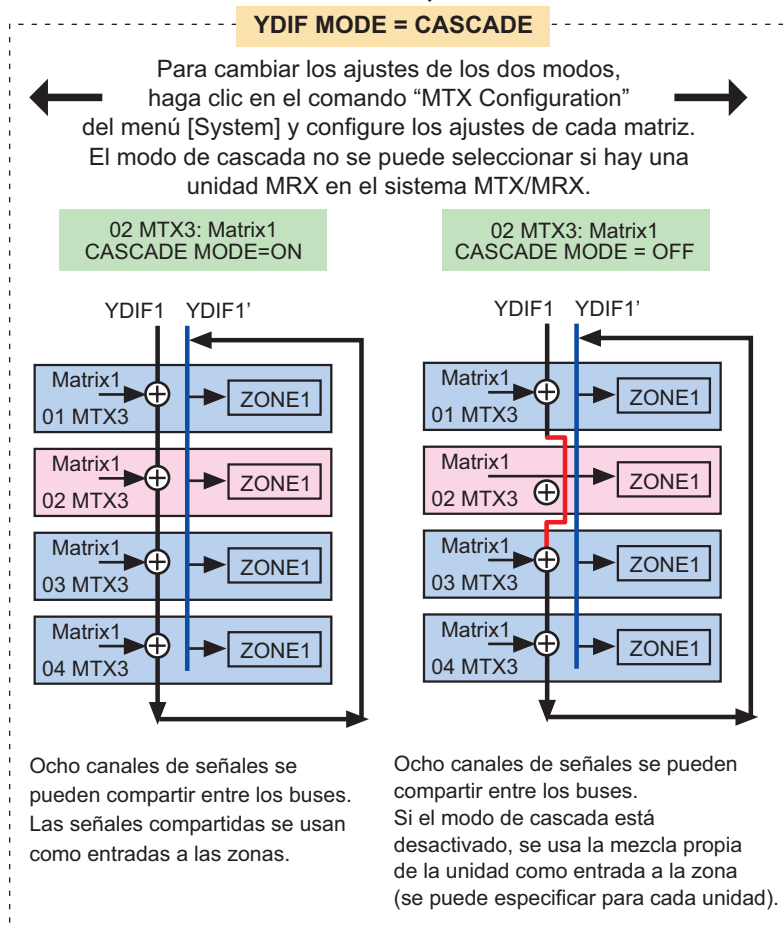 YDIF MODE = CASCADE
Para cambiar los ajustes de los dos modos,
haga clic en el comando “MTX Configuration”
del menú [System] y configure los ajustes de cada matriz.
El modo de cascada no se puede seleccionar si hay una
unidad MRX en el sistema MTX/MRX.
02 MTX3: Matrix1
CASCADE MODE=ON
YDIF1 YDIF1’
Matrix1
ZONE1
01 MTX3
Matrix1
ZONE1
02 MTX3
Matrix1
ZONE1
03 MTX3
Matrix1
ZONE1
04 MTX3
Ocho canales de señales se
pueden compartir entre los buses.
Las señales compartidas se usan
como entradas a las zonas.
02 MTX3: Matrix1
CASCADE MODE = OFF
YDIF1 YDIF1’
Matrix1
ZONE1
01 MTX3
Matrix1
ZONE1
02 MTX3
Matrix1
ZONE1
03 MTX3
Matrix1
ZONE1
04 MTX3
Ocho canales de señales se pueden
compartir entre los buses.
Si el modo de cascada está
desactivado, se usa la mezcla propia
de la unidad como entrada a la zona
(se puede especificar para cada unidad).